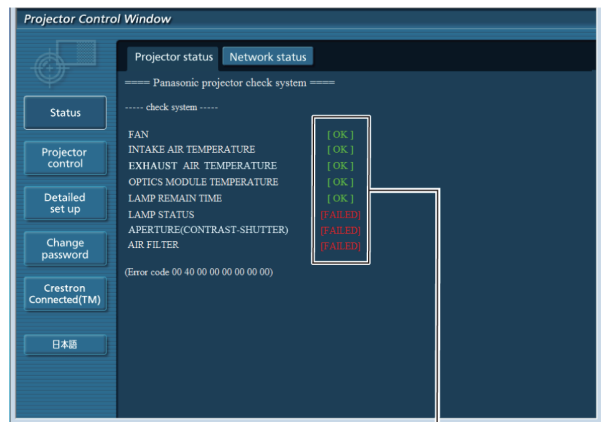 Projector Control Window
Projector status Network status
==== Panasonic projector check system ====
----- check system -----
FAN [ OK ]
INTAKE AIR TEMPERATURE [ OK ]
EXHAUST AIR TEMPERATURE [ OK ]
OPTICS MODULE TEMPERATURE [ OK ]
LAMP REMAIN TIME [ OK ]
LAMP STATUS [FAILED]
APERTURE(CONTRAST-SHUTTER) [FAILED]
AIR FILTER [FAILED]
(Error code 00 40 00 00 00 00 00 00)
Status
Projector
control
Detailed
set up
Change
password
Crestron
Connected(TM)
日本語